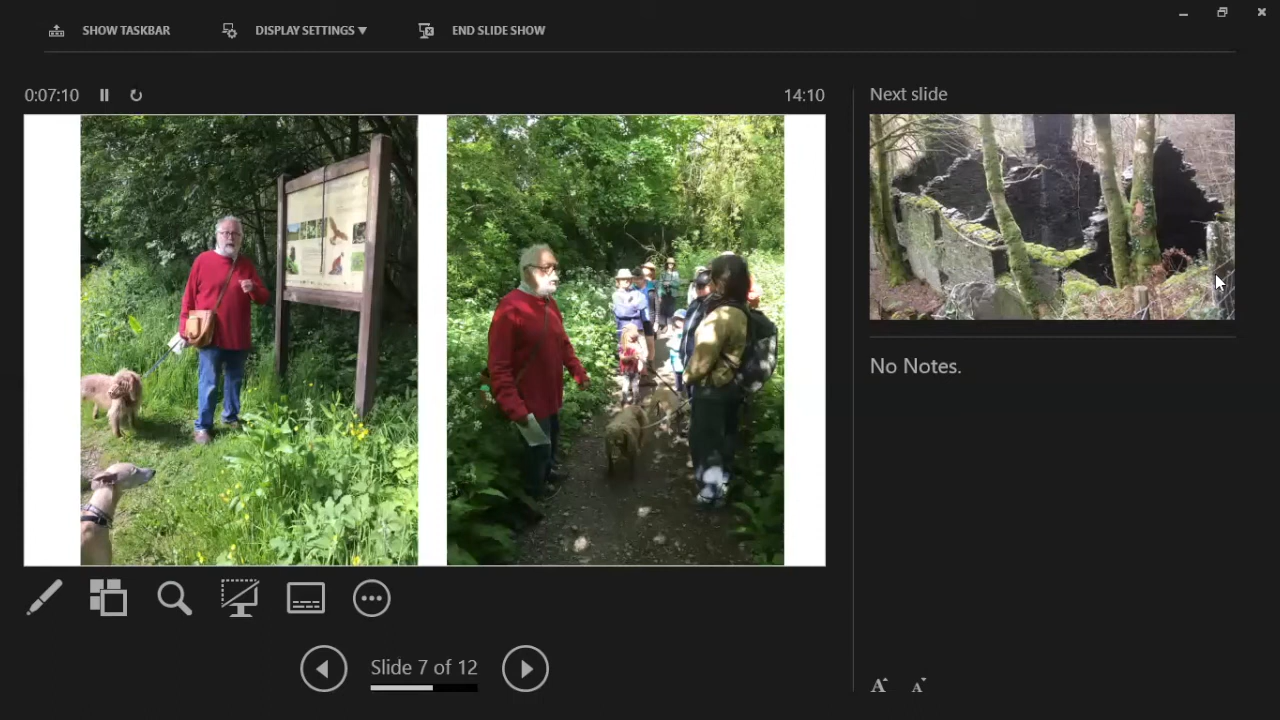 SHOW TASKBAR
DISPLAY SETTINGS ▼
END SLIDE SHOW
0:07:10
14:10
Next slide
No Notes.
Slide 7 of 12
A
A